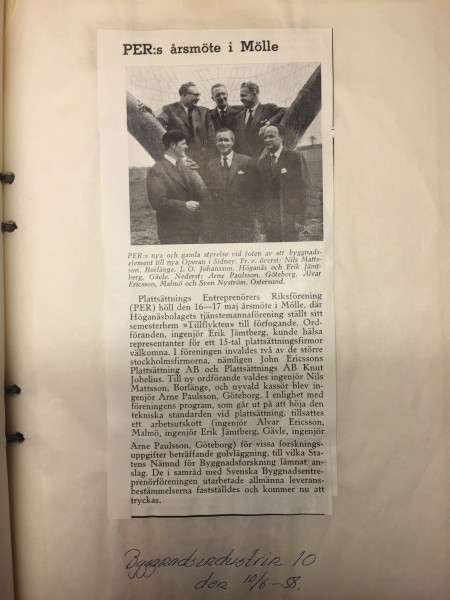 PER:s årsmöte i Mölle
PER:s nya och gamla styrelse vid foten av ett byggnads-
element till nya Operan i Sidney. Fr. v. överst: Nils Matts-
son, Borlänge, L. O. Johansson, Höganäs och Erik Jämt-
berg, Gävle. Nederst: Arne Paulsson, Göteborg, Alvar
Ericsson, Malmö och Sven Nyström, Östersund.
Plattsättnings Entreprenörers Riksförening
(PER) höll den 16—17 maj årsmöte i Mölle, där
Höganäsbolagets tjänstemannaförening ställt sitt
semesterhem »Tillflykten» till förfogande. Ord-
föranden, ingenjör Erik Jämtberg, kunde hälsa
representanter för ett 15-tal plattsättningsfirmor
välkomna. I föreningen invaldes två av de större
stockholmsfirmorna, nämligen John Ericssons
Plattsättning AB och Plattsättnings AB Knut
Jobelius. Till ny ordförande valdes ingenjör Nils
Mattsson, Borlänge, och nyvald kassör blev in-
genjör Arne Paulsson, Göteborg. I enlighet med
föreningens program, som går ut på att höja den
tekniska standarden vid plattsättning, tillsattes
ett arbetsutskott (ingenjör Alvar Ericsson,
Malmö, ingenjör Erik Jämtberg, Gävle, ingenjör
Arne Paulsson, Göteborg) för vissa forsknings-
uppgifter beträffande golvläggning, till vilka Sta-
tens Nämnd för Byggnadsforskning lämnat an-
slag. De i samråd med Svenska Byggnadsentre-
prenörföreningen utarbetade allmänna leverans-
bestämmelserna fastställdes och kommer nu att
tryckas.
Byggnadsindustrin 10
den 10/6-58.